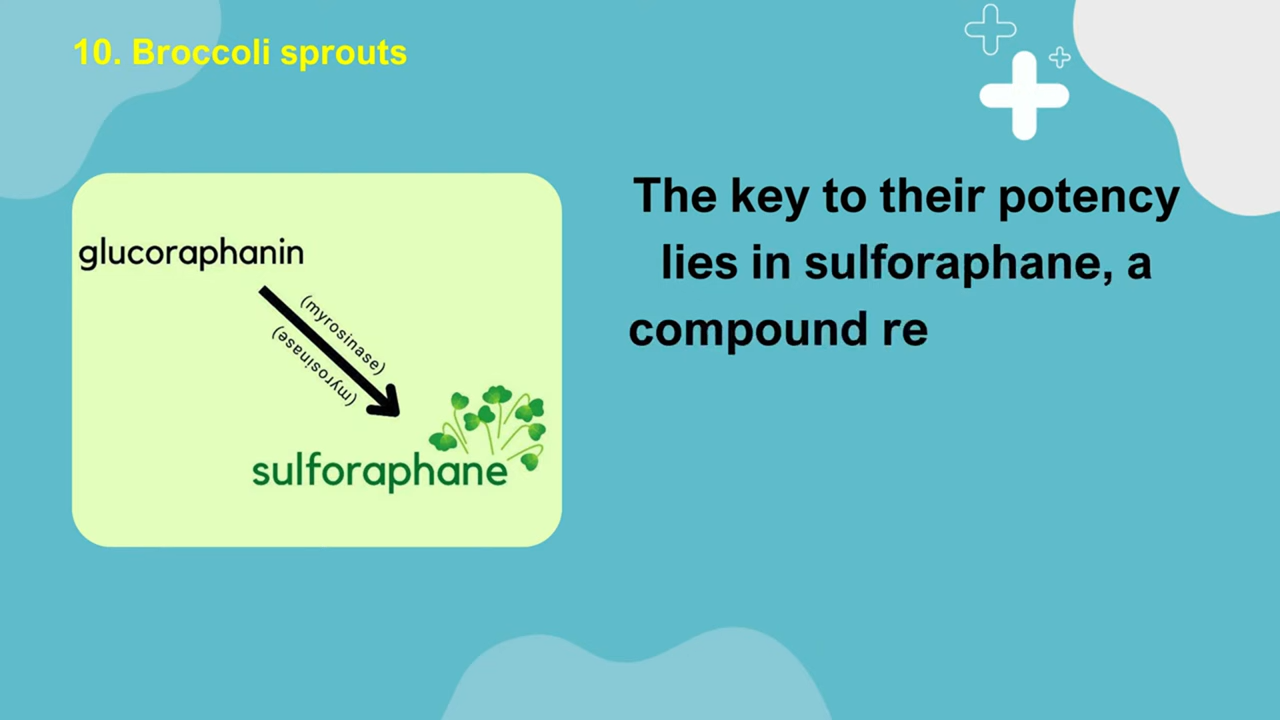 10. Broccoli sprouts
glucoraphanin
(myrosinase)
(myrosinase)
sulforaphane
The key to their potency
lies in sulforaphane, a
compound re